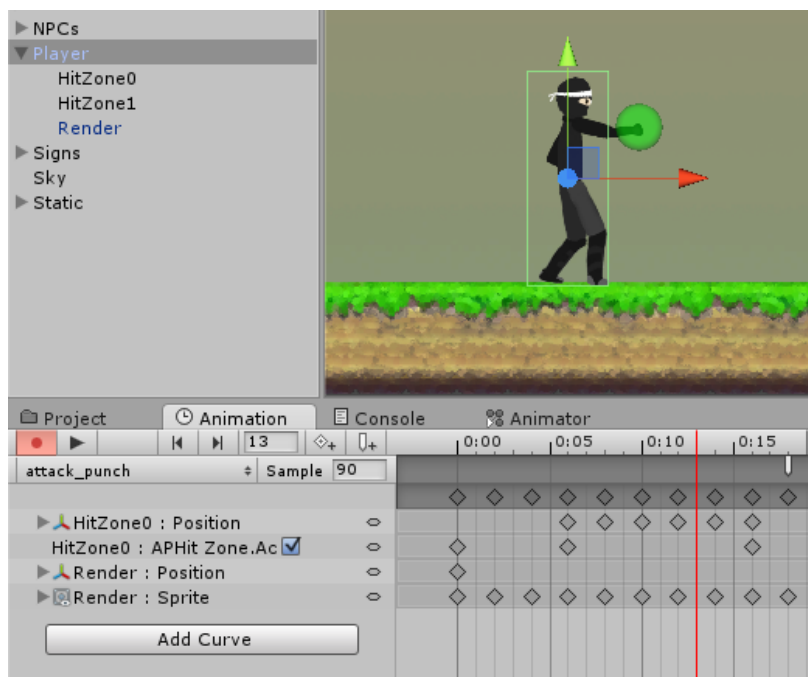 NPCs
Player
HitZone0
HitZone1
Render
Signs
Sky
Static
Project Animation Console Animator
13 0:00 0:05 0:10 0:15
attack_punch Sample 90
HitZone0 : Position
HitZone0 : APHit Zone.Ac
Render : Position
Render : Sprite
Add Curve